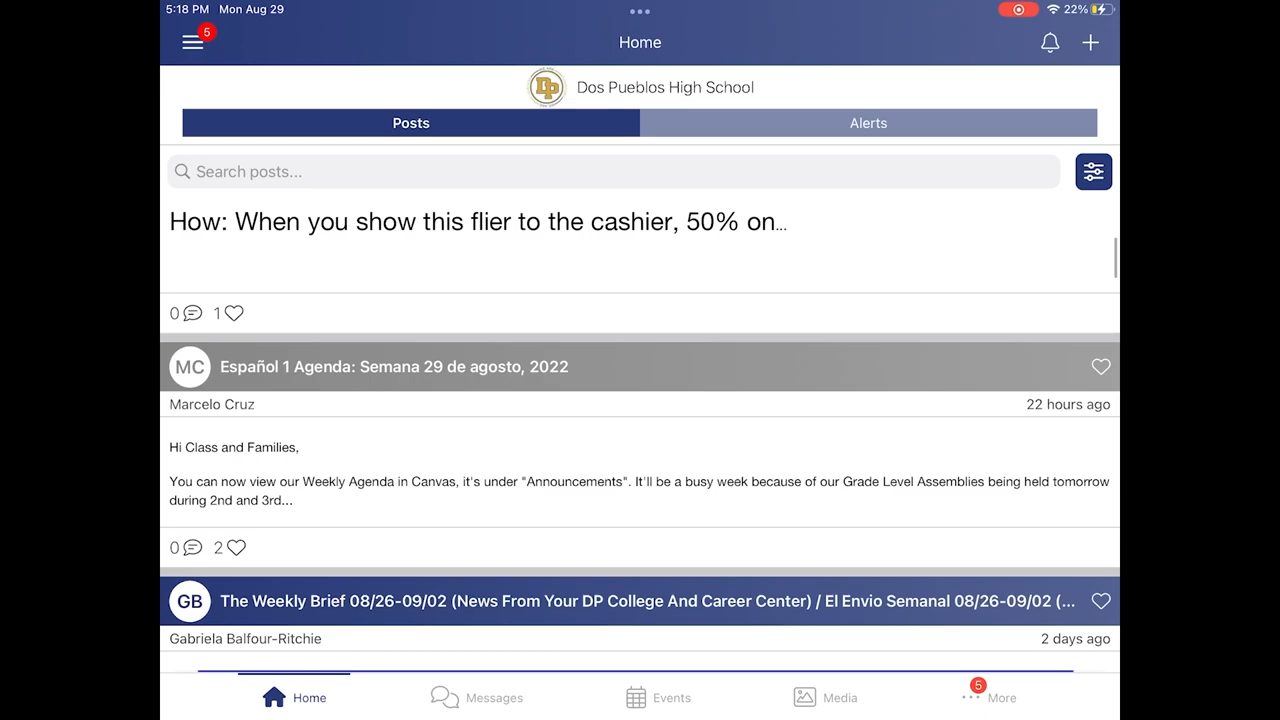 5:18 PM Mon Aug 29
22%
5
Home
DP
Dos Pueblos High School
Posts
Alerts
Search posts...
How: When you show this flier to the cashier, 50% on...
0
1
MC
Español 1 Agenda: Semana 29 de agosto, 2022
Marcelo Cruz
22 hours ago
Hi Class and Families,
You can now view our Weekly Agenda in Canvas, it's under "Announcements". It'll be a busy week because of our Grade Level Assemblies being held tomorrow
during 2nd and 3rd...
0
2
GB
The Weekly Brief 08/26-09/02 (News From Your DP College And Career Center) / El Envio Semanal 08/26-09/02 (...
Gabriela Balfour-Ritchie
2 days ago
Home
Messages
Events
Media
5
More